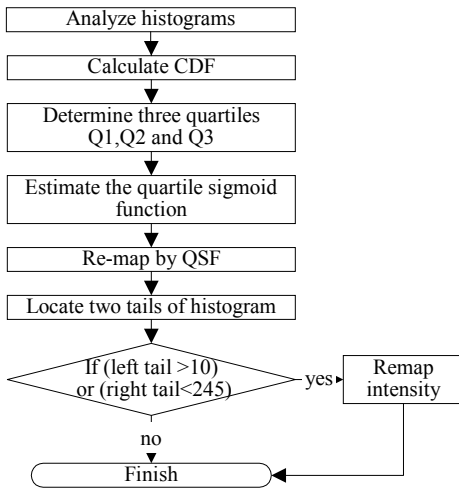 Analyze histograms
Calculate CDF
Determine three quartiles
Q1,Q2 and Q3
Estimate the quartile sigmoid
function
Re-map by QSF
Locate two tails of histogram
If (left tail >10)
or (right tail<245)
yes
Remap
intensity
no
Finish